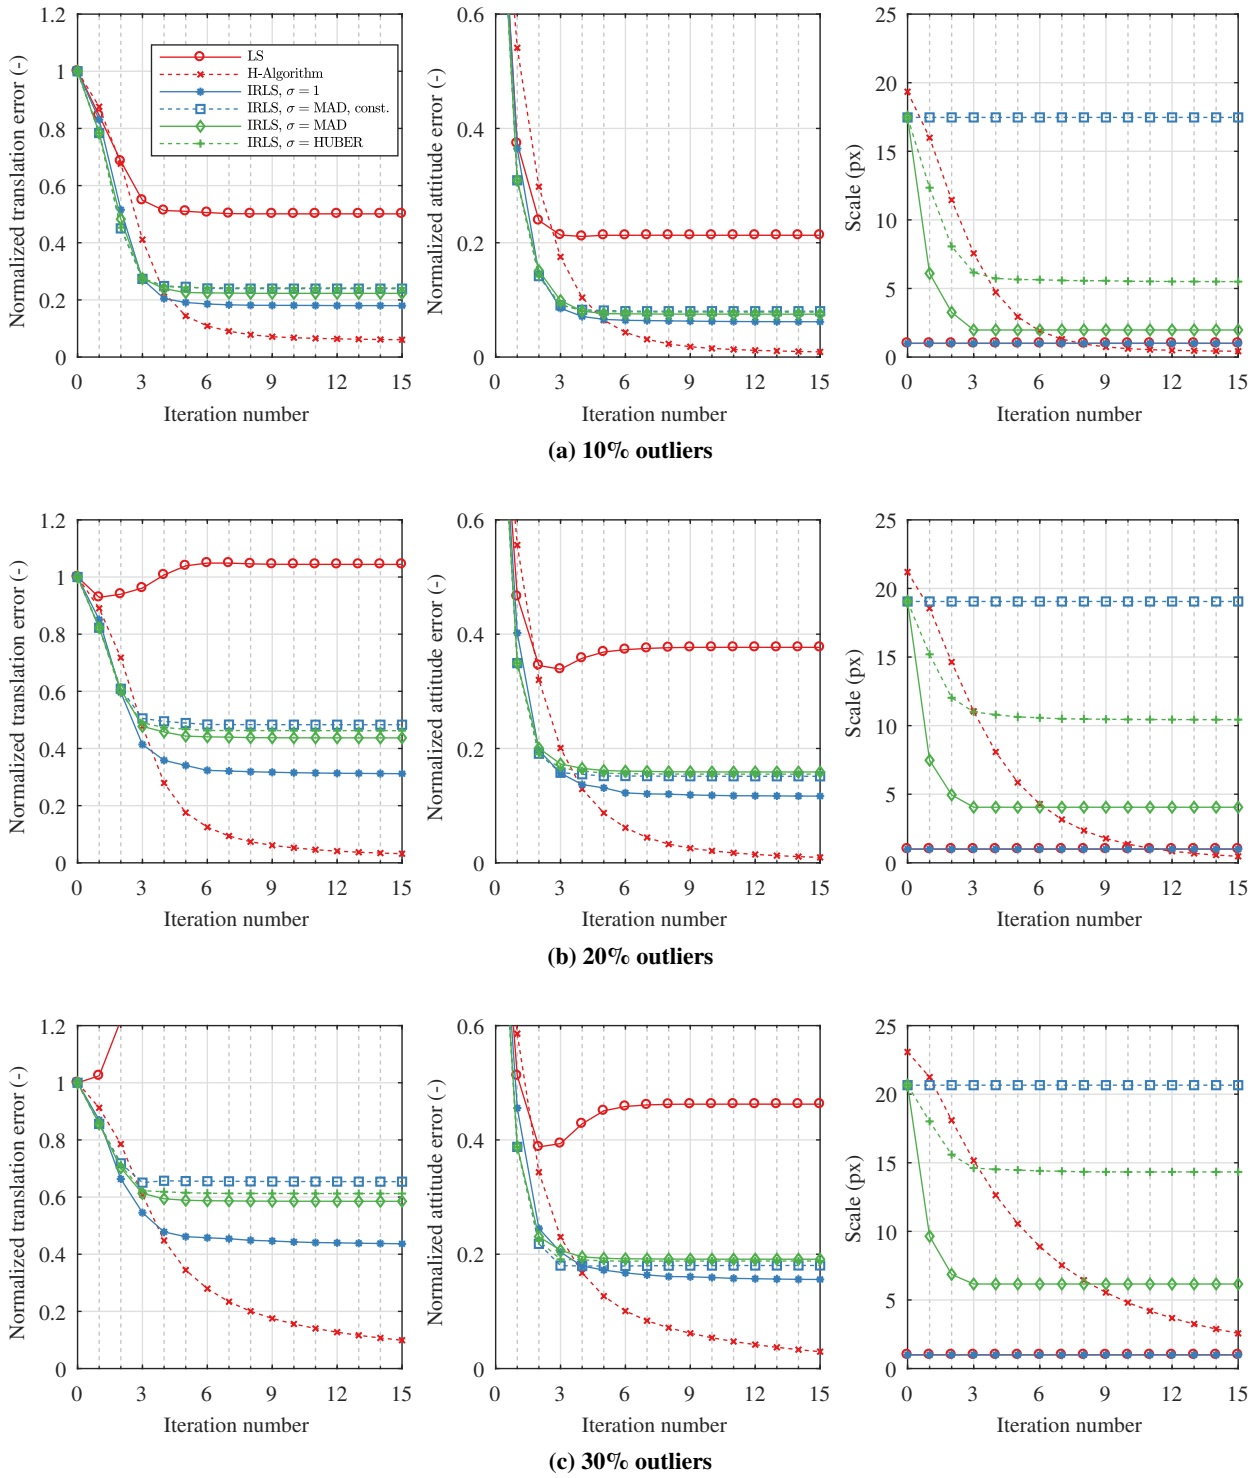 Normalized translation error (-)
1.2
1
0.8
0.6
0.4
0.2
0
LS
H-Algorithm
IRLS, σ = 1
IRLS, σ = MAD, const.
IRLS, σ = MAD
IRLS, σ = HUBER
0 3 6 9 12 15
Iteration number
Normalized attitude error (-)
0.6
0.4
0.2
0
0 3 6 9 12 15
Iteration number
Scale (px)
25
20
15
10
5
0
0 3 6 9 12 15
Iteration number
(a) 10% outliers
Normalized translation error (-)
1.2
1
0.8
0.6
0.4
0.2
0
0 3 6 9 12 15
Iteration number
Normalized attitude error (-)
0.6
0.4
0.2
0
0 3 6 9 12 15
Iteration number
Scale (px)
25
20
15
10
5
0
0 3 6 9 12 15
Iteration number
(b) 20% outliers
Normalized translation error (-)
1.2
1
0.8
0.6
0.4
0.2
0
0 3 6 9 12 15
Iteration number
Normalized attitude error (-)
0.6
0.4
0.2
0
0 3 6 9 12 15
Iteration number
Scale (px)
25
20
15
10
5
0
0 3 6 9 12 15
Iteration number
(c) 30% outliers